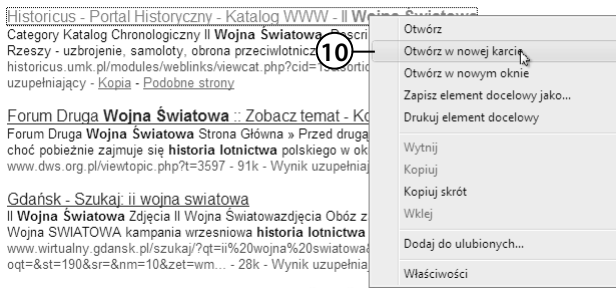 Historicus - Portal Historyczny - Katalog WWW - II Wojna Światowa
Category Katalog Chronologiczny II Wojna Światowa
Rzeszy - uzbrojenie, samoloty, obrona przeciwlotnicz
historicus.umk.pl/modules/weblinks/viewcat.php?cid=
uzupełniający - Kopia - Podobne strony
Forum Druga Wojna Światowa :: Zobacz temat - Ko
Forum Druga Wojna Światowa Strona Główna » Przed drugą
choć pobieżnie zajmuje się historia lotnictwa polskiego w ok
www.dws.org.pl/viewtopic.php?t=3597 - 91k - Wynik uzupełniaj
Gdańsk - Szukaj: ii wojna swiatowa
II Wojna Światowa Zdjęcia II Wojna Światowazdjęcia Obóz z
Wojna SWIATOWA kampania wrzesniowa historia lotnictwa
www.wirtualny.gdansk.pl/szukaj/?qt=ii%20wojna%20swiatowa&
oqt=&st=190&sr=&nm=10&zet=wm... - 28k - Wynik uzupełnia
10
Otwórz
Otwórz w nowej karcie
Otwórz w nowym oknie
Zapisz element docelowy jako...
Drukuj element docelowy
Wytnij
Kopiuj
Kopiuj skrót
Wklej
Dodaj do ulubionych...
Właściwości